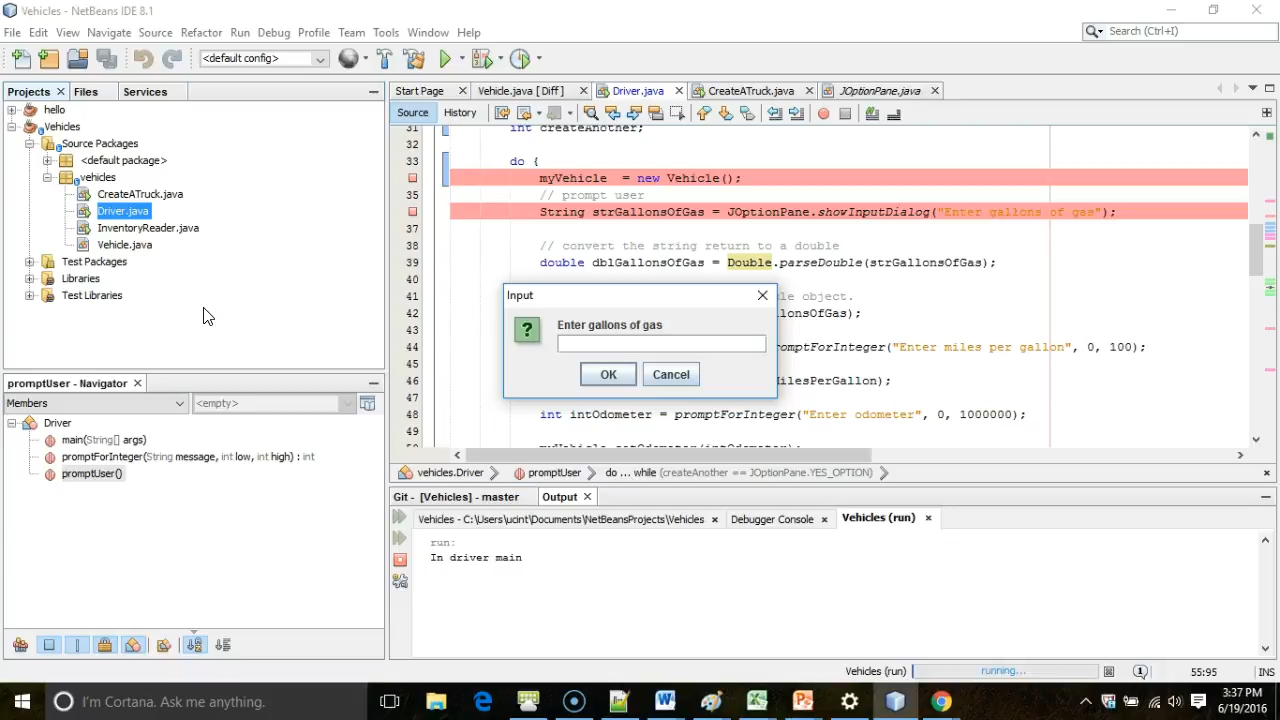 Vehicles - NetBeans IDE 8.1
File Edit View Navigate Source Refactor Run Debug Profile Team Tools Window Help
Search (Ctrl+I)
<default config>
Projects Files Services
hello
Vehicles
Source Packages
<default package>
vehicles
CreateATruck.java
Driver.java
InventoryReader.java
Vehicle.java
Test Packages
Libraries
Test Libraries
promptUser - Navigator
Members <empty>
Driver
main(String[] args)
promptForInteger(String message, int low, int high) : int
promptUser()
Start Page Vehicle.java [ Diff ] Driver.java CreateATruck.java JOptionPane.java
Source History
31 int createAnother;
32
33 do {
myVehicle = new Vehicle();
35 // prompt user
String strGallonsOfGas = JOptionPane.showInputDialog("Enter gallons of gas");
37
38 // convert the string return to a double
39 double dblGallonsOfGas = Double.parseDouble(strGallonsOfGas);
40
41 le object.
42 lonsOfGas);
43
44 romptForInteger("Enter miles per gallon", 0, 100);
45
46 MilesPerGallon);
47
48 int intOdometer = promptForInteger("Enter odometer", 0, 1000000);
49
myVehicle.setOdometer(intOdometer);
Input
Enter gallons of gas
OK Cancel
vehicles.Driver promptUser do ... while (createAnother == JOptionPane.YES_OPTION)
Git - [Vehicles] - master Output
Vehicles - C:\Users\ucint\Documents\NetBeansProjects\Vehicles Debugger Console Vehicles (run)
run:
In driver main
Vehicles (run) running... 1 55:95 INS
I'm Cortana. Ask me anything.
3:37 PM
6/19/2016